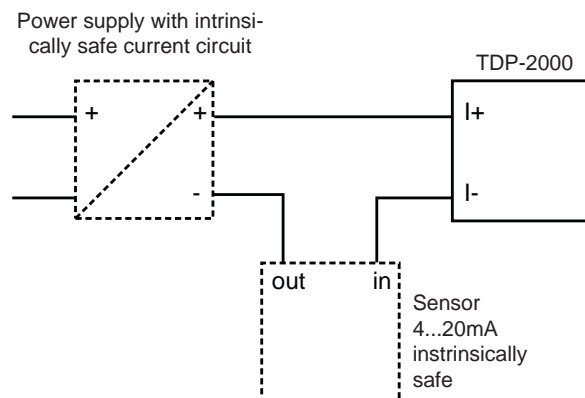 Power supply with intrinsi-
cally safe current circuit
TDP-2000
+
+
I+
-
I-
out
in
Sensor
4...20mA
instrinsically
safe